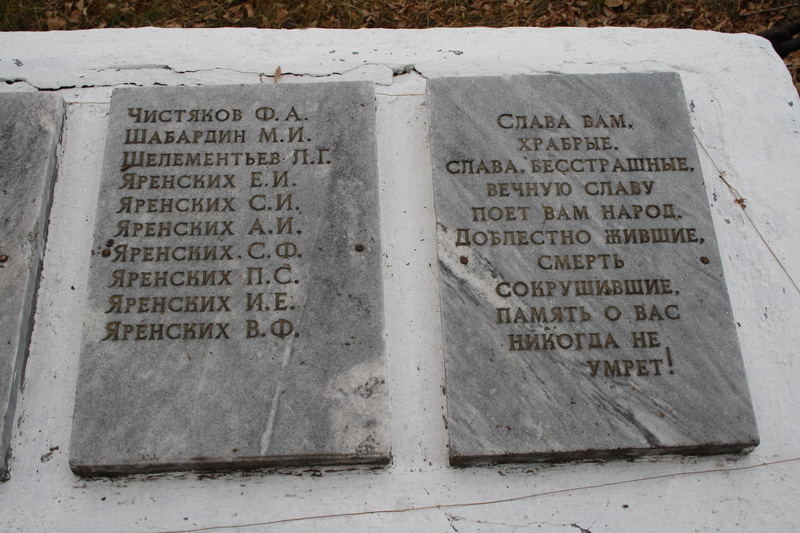 Чистяков Ф.А.
Шабардин М.И.
Шелементьев Л.Г.
Яренских Е.И.
Яренских С.И.
Яренских А.И.
Яренских С.Ф.
Яренских П.С.
Яренских И.Е.
Яренских В.Ф.
Слава вам,
храбрые,
слава, бесстрашные,
вечную славу
поет вам народ.
Доблестно жившие,
смерть
сокрушившие,
память о вас
никогда не
умрет!